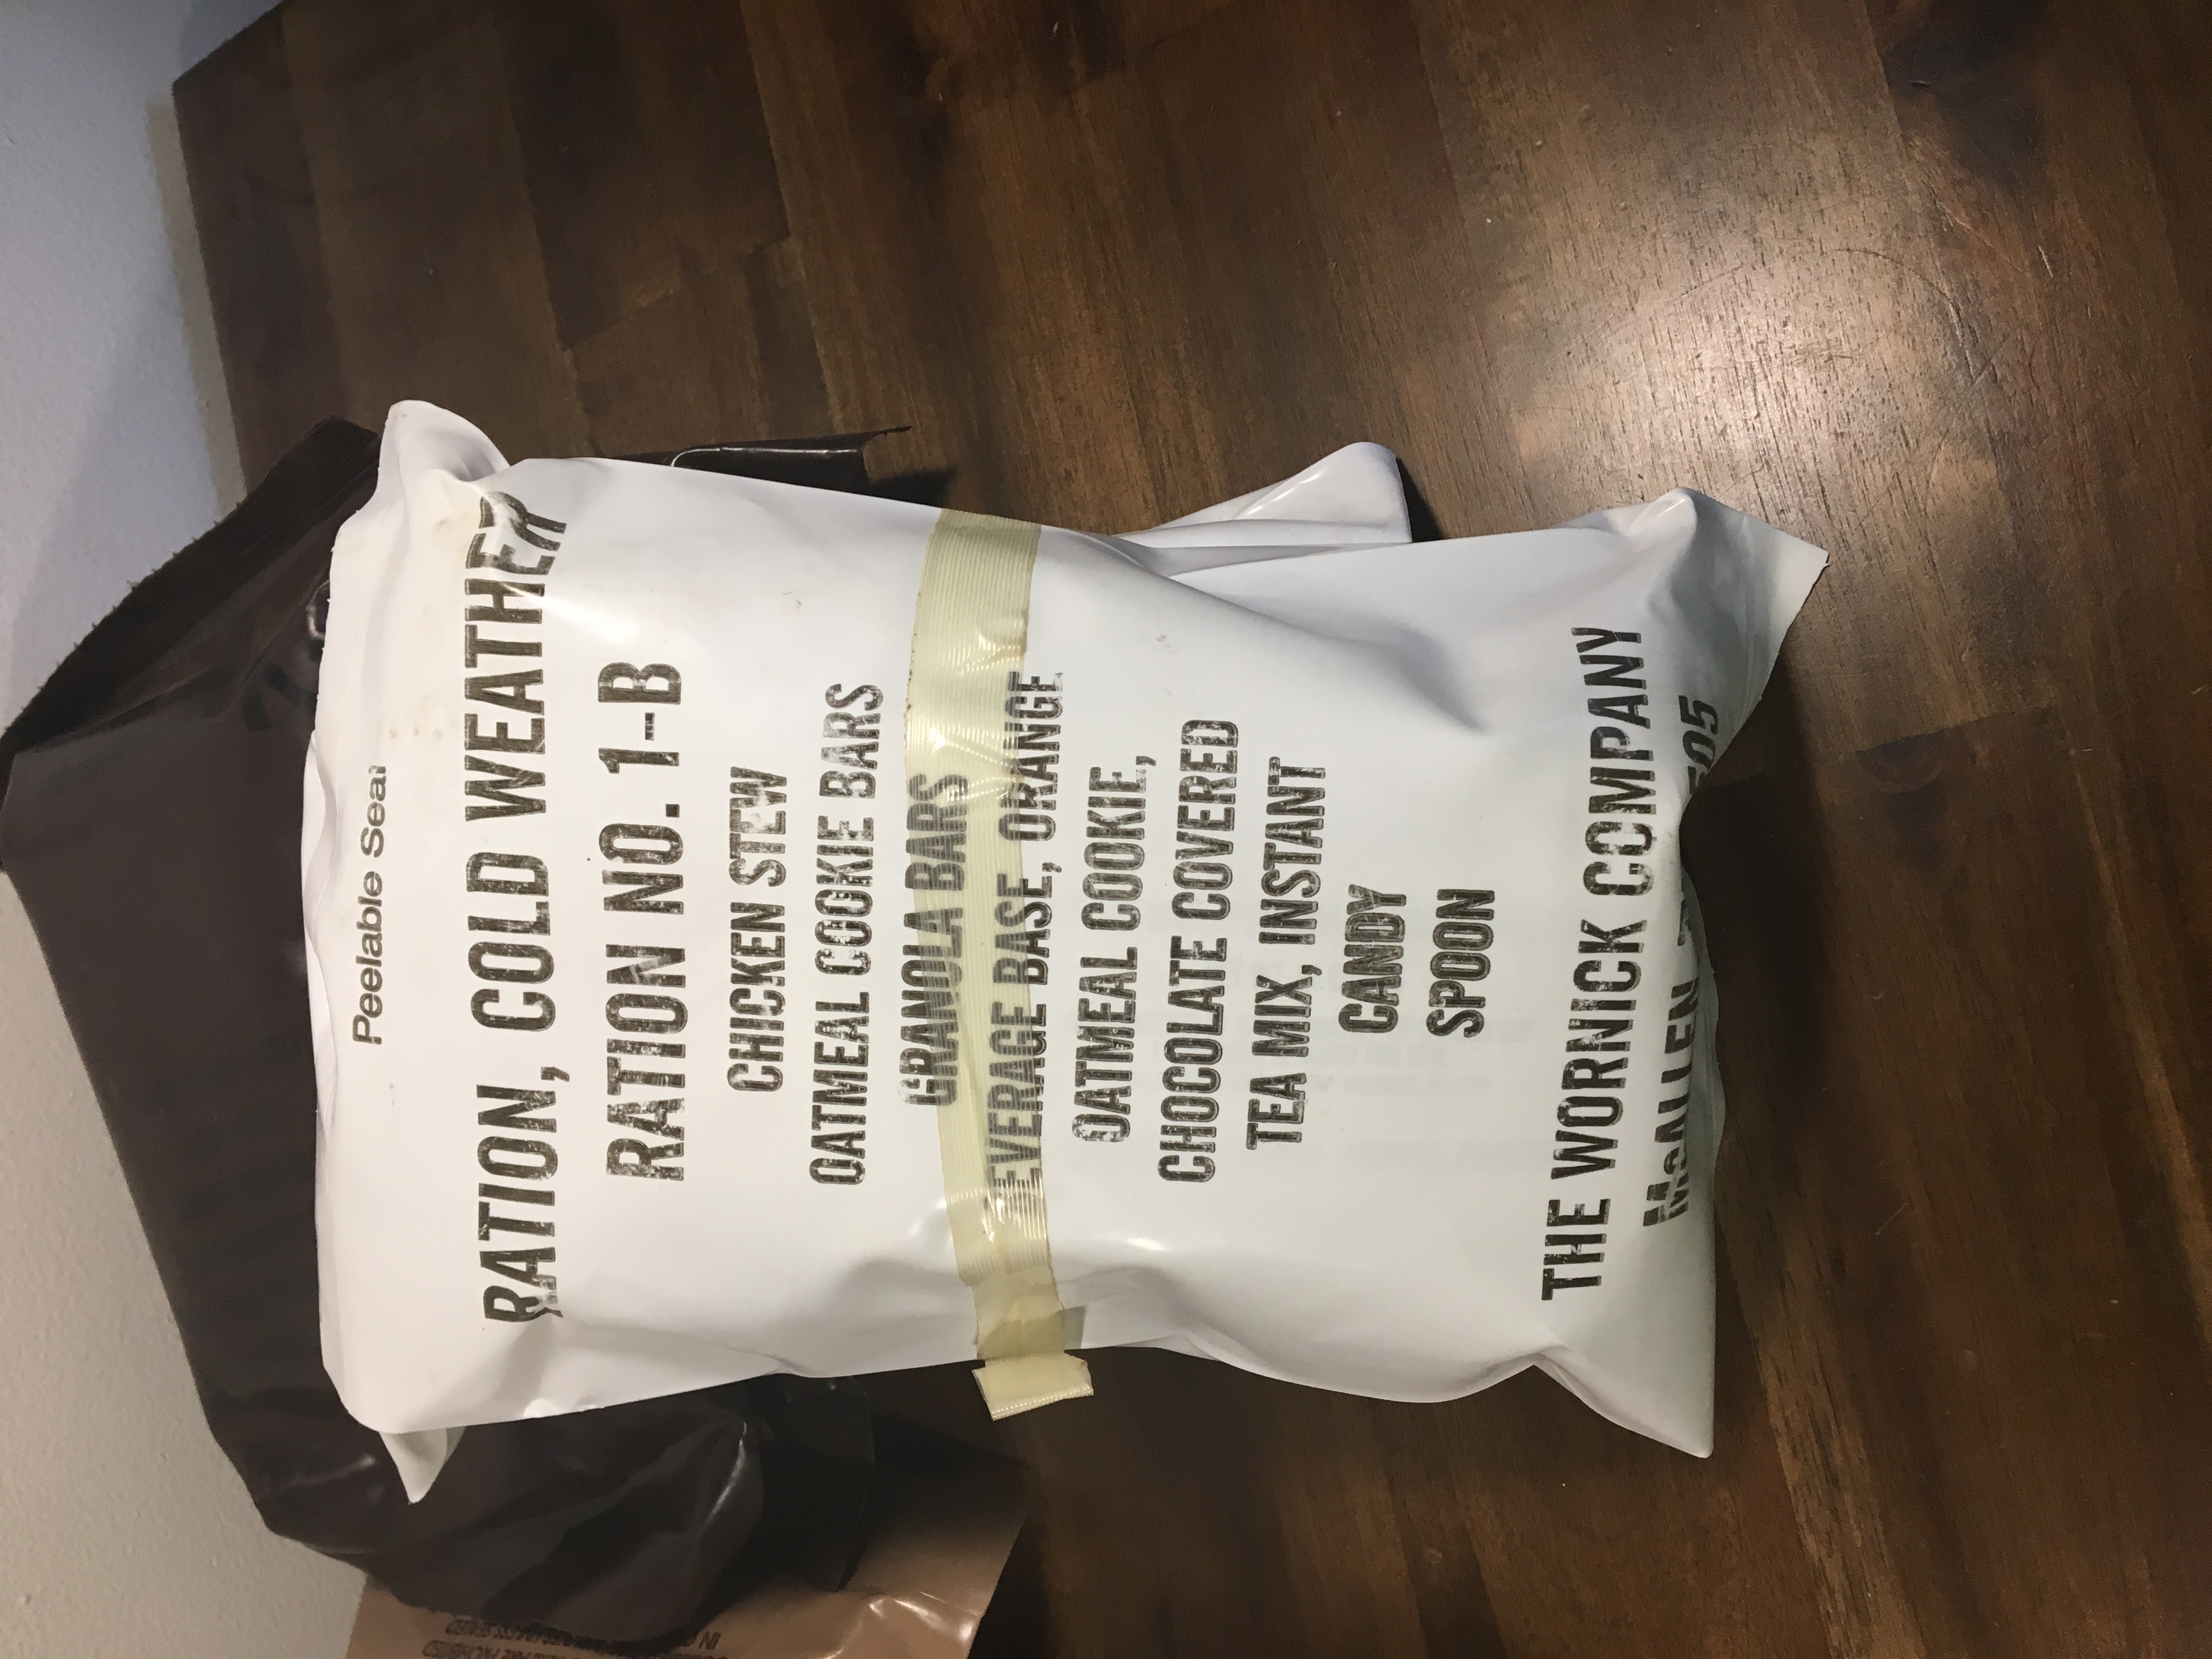 Peelable Seal
RATION, COLD WEATHER
RATION NO. 1-B
CHICKEN STEW
OATMEAL COOKIE BARS
GRANOLA BARS
BEVERAGE BASE, ORANGE
OATMEAL COOKIE,
CHOCOLATE COVERED
TEA MIX, INSTANT
CANDY
SPOON
THE WORNICK COMPANY
McALLEN